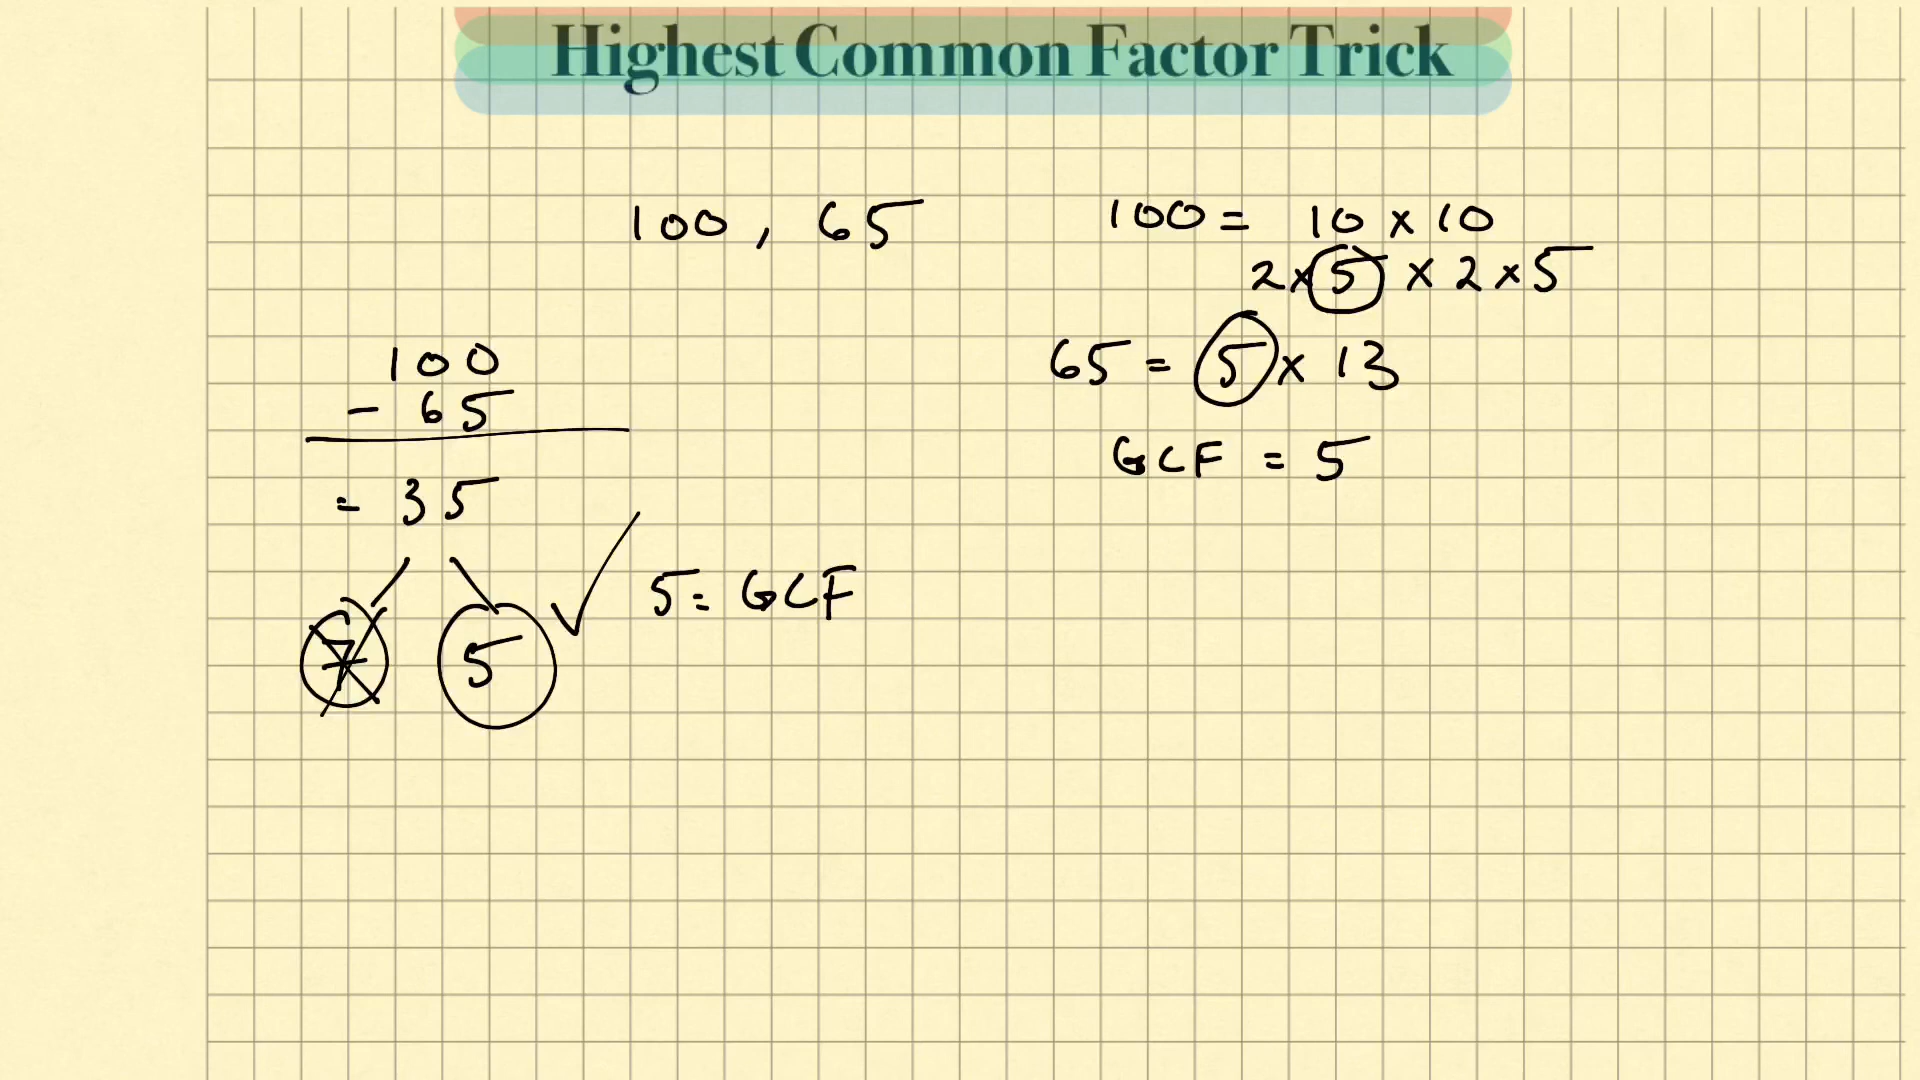 Highest Common Factor Trick
100 , 65
100 = 10 x 10
2 x 5 x 2 x 5
65 = 5 x 13
GCF = 5
100
- 65
= 35
7 5
5 = GCF